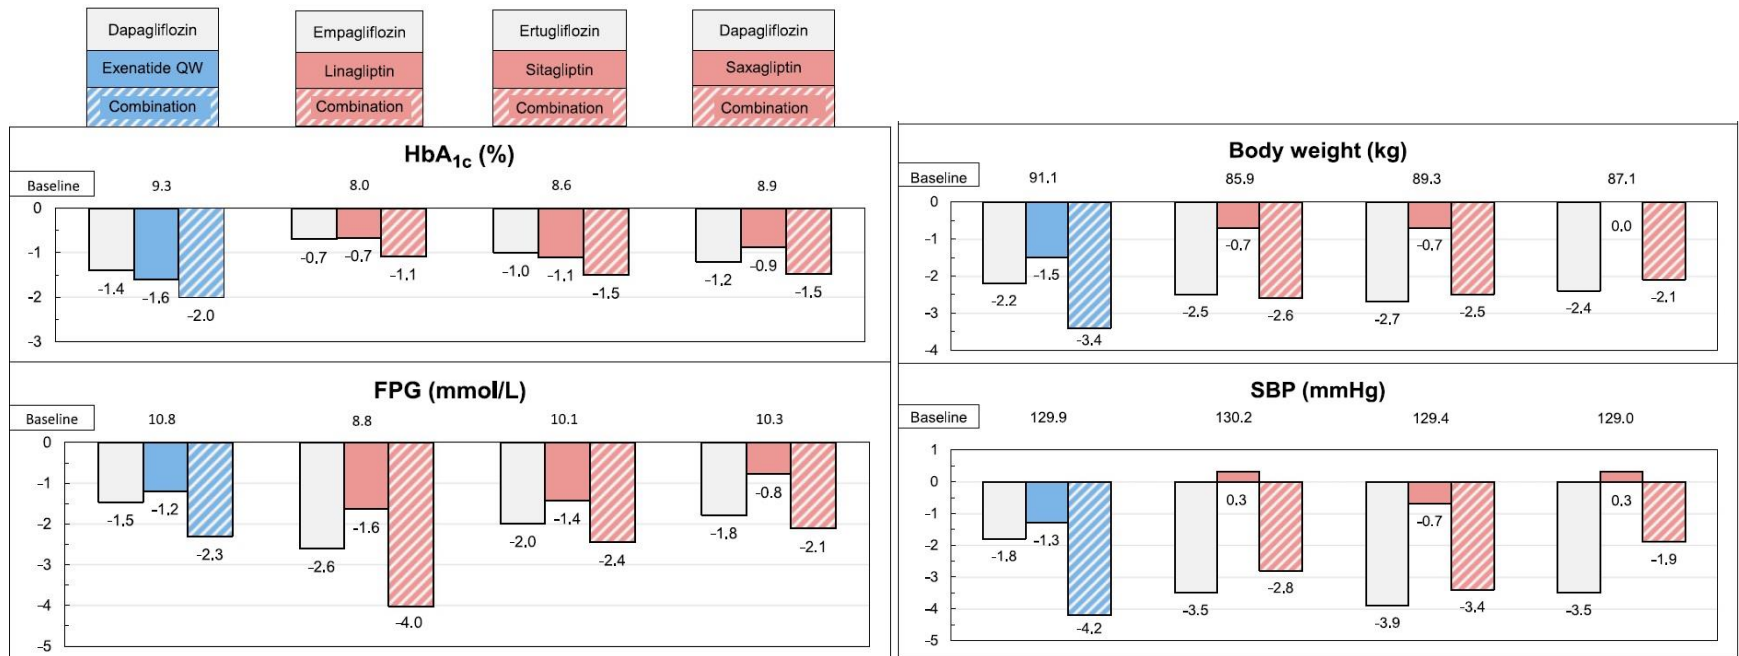 Dapagliflozin Empagliflozin Ertugliflozin Dapagliflozin
Exenatide QW Linagliptin Sitagliptin Saxagliptin
Combination Combination Combination Combination
HbA1c (%)
Baseline 9.3 8.0 8.6 8.9
0
-1
-2
-3
-1.4 -1.6 -2.0 -0.7 -0.7 -1.1 -1.0 -1.1 -1.5 -1.2 -0.9 -1.5
Body weight (kg)
Baseline 91.1 85.9 89.3 87.1
0
-1
-2
-3
-4
-2.2 -1.5 -3.4 -2.5 -0.7 -2.6 -2.7 -0.7 -2.5 -2.4 0.0 -2.1
FPG (mmol/L)
Baseline 10.8 8.8 10.1 10.3
0
-1
-2
-3
-4
-5
-1.5 -1.2 -2.3 -2.6 -1.6 -4.0 -2.0 -1.4 -2.4 -1.8 -0.8 -2.1
SBP (mmHg)
Baseline 129.9 130.2 129.4 129.0
1
0
-1
-2
-3
-4
-5
-1.8 -1.3 -4.2 -3.5 0.3 -2.8 -3.9 -0.7 -3.4 -3.5 0.3 -1.9